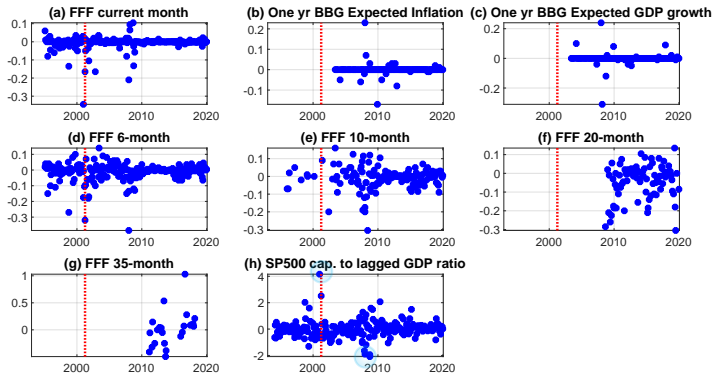 (a) FFF current month
0.1
0
-0.1
-0.2
-0.3
2000 2010 2020
(b) One yr BBG Expected Inflation
0.2
0.1
0
-0.1
2000 2010 2020
(c) One yr BBG Expected GDP growth
0.2
0
-0.2
2000 2010 2020
(d) FFF 6-month
0.1
0
-0.1
-0.2
-0.3
2000 2010 2020
(e) FFF 10-month
0.1
0
-0.1
-0.2
-0.3
2000 2010 2020
(f) FFF 20-month
0.1
0
-0.1
-0.2
-0.3
2000 2010 2020
(g) FFF 35-month
1
0.5
0
2000 2010 2020
(h) SP500 cap. to lagged GDP ratio
4
2
0
-2
2000 2010 2020